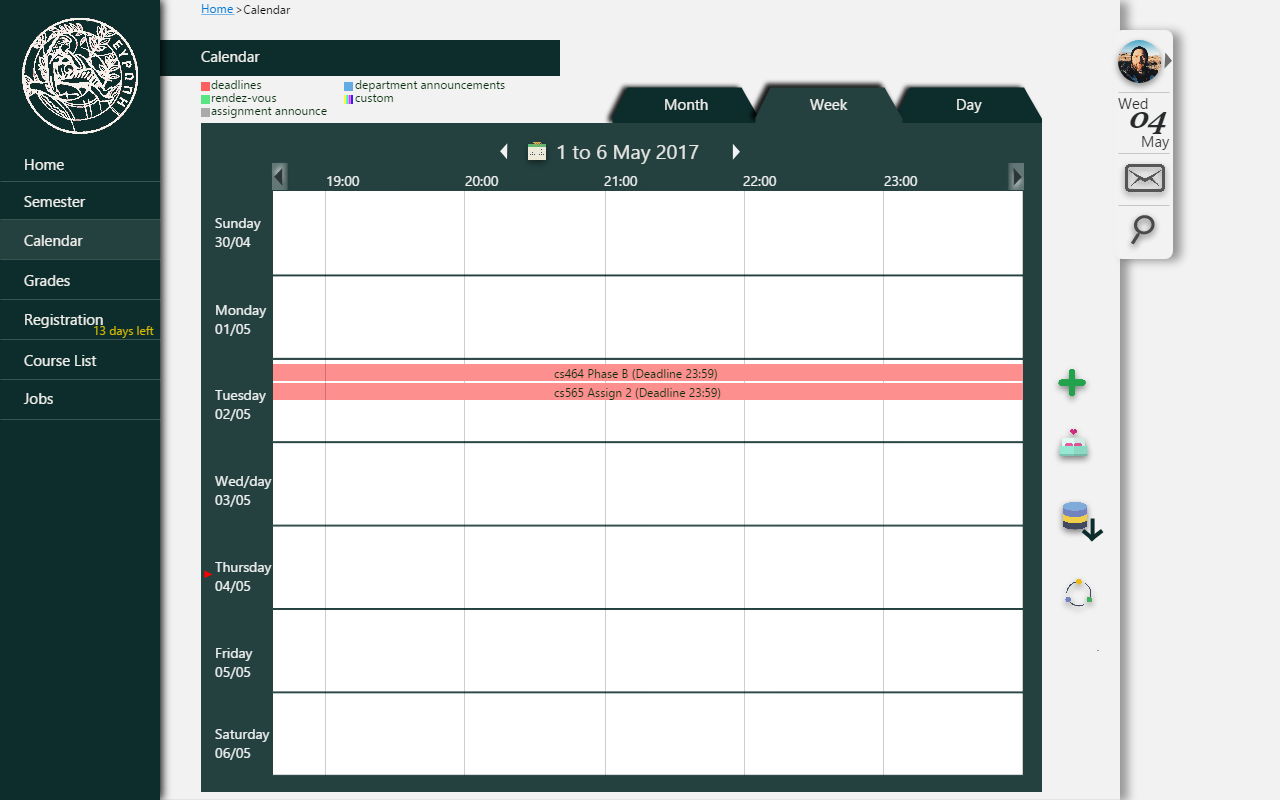 ΕΥΡΩΠΗ
Home
Semester
Calendar
Grades
Registration
13 days left
Course List
Jobs
Home >Calendar
Calendar
deadlines
rendez-vous
assignment announce
department announcements
custom
Month Week Day
1 to 6 May 2017
19:00 20:00 21:00 22:00 23:00
Sunday
30/04
Monday
01/05
Tuesday
02/05
cs464 Phase B (Deadline 23:59)
cs565 Assign 2 (Deadline 23:59)
Wed/day
03/05
Thursday
04/05
Friday
05/05
Saturday
06/05
Wed
04
May